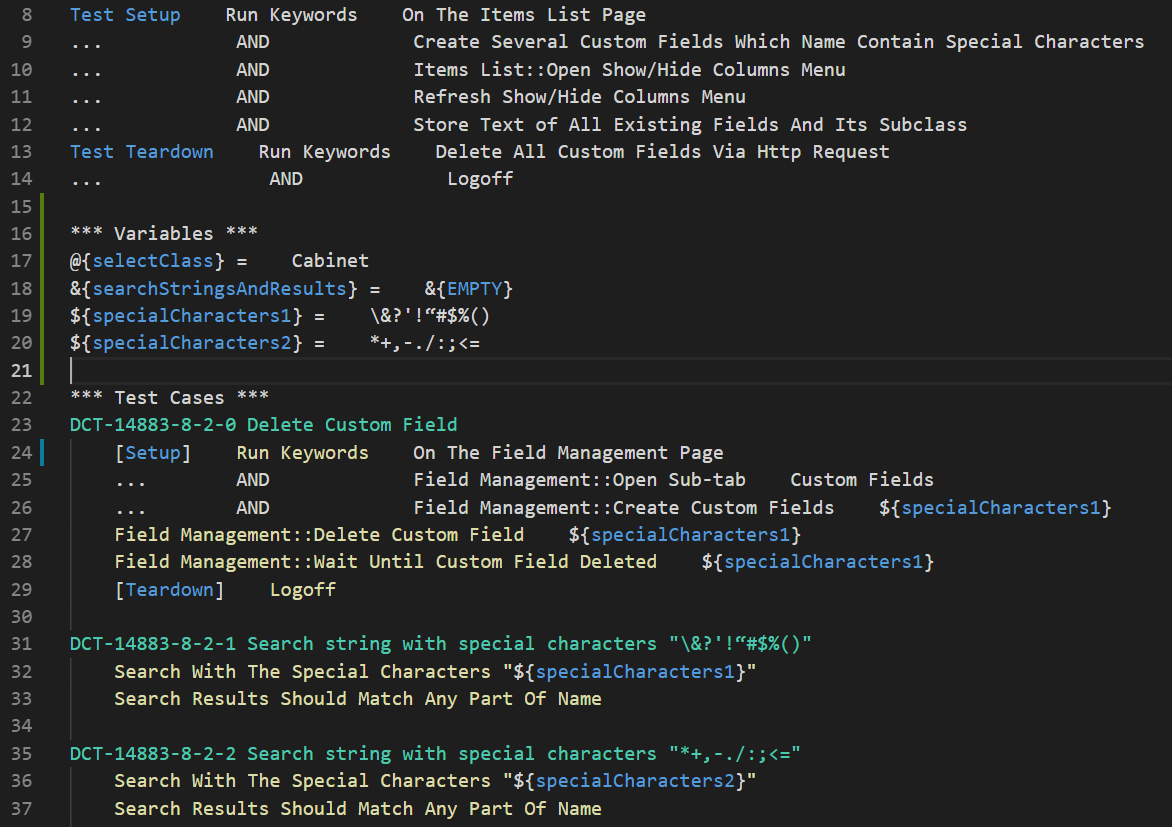 8 Test Setup    Run Keywords    On The Items List Page
9 ...            AND             Create Several Custom Fields Which Name Contain Special Characters
10 ...            AND             Items List::Open Show/Hide Columns Menu
11 ...            AND             Refresh Show/Hide Columns Menu
12 ...            AND             Store Text of All Existing Fields And Its Subclass
13 Test Teardown    Run Keywords    Delete All Custom Fields Via Http Request
14 ...               AND             Logoff
15
16 *** Variables ***
17 @{selectClass} =    Cabinet
18 &{searchStringsAndResults} =    &{EMPTY}
19 ${specialCharacters1} =    \&?'!“#$%()
20 ${specialCharacters2} =    *+,-./:;<=
21
22 *** Test Cases ***
23 DCT-14883-8-2-0 Delete Custom Field
24     [Setup]    Run Keywords    On The Field Management Page
25     ...        AND             Field Management::Open Sub-tab    Custom Fields
26     ...        AND             Field Management::Create Custom Fields    ${specialCharacters1}
27     Field Management::Delete Custom Field    ${specialCharacters1}
28     Field Management::Wait Until Custom Field Deleted    ${specialCharacters1}
29     [Teardown]    Logoff
30
31 DCT-14883-8-2-1 Search string with special characters "\&?'!“#$%()"
32     Search With The Special Characters "${specialCharacters1}"
33     Search Results Should Match Any Part Of Name
34
35 DCT-14883-8-2-2 Search string with special characters "*+,-./:;<="
36     Search With The Special Characters "${specialCharacters2}"
37     Search Results Should Match Any Part Of Name